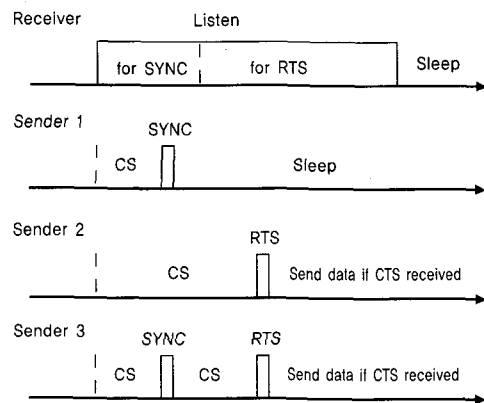 Receiver Listen
for SYNC for RTS Sleep
Sender 1
SYNC
CS Sleep
Sender 2
RTS
CS Send data if CTS received
Sender 3
SYNC RTS
CS CS Send data if CTS received